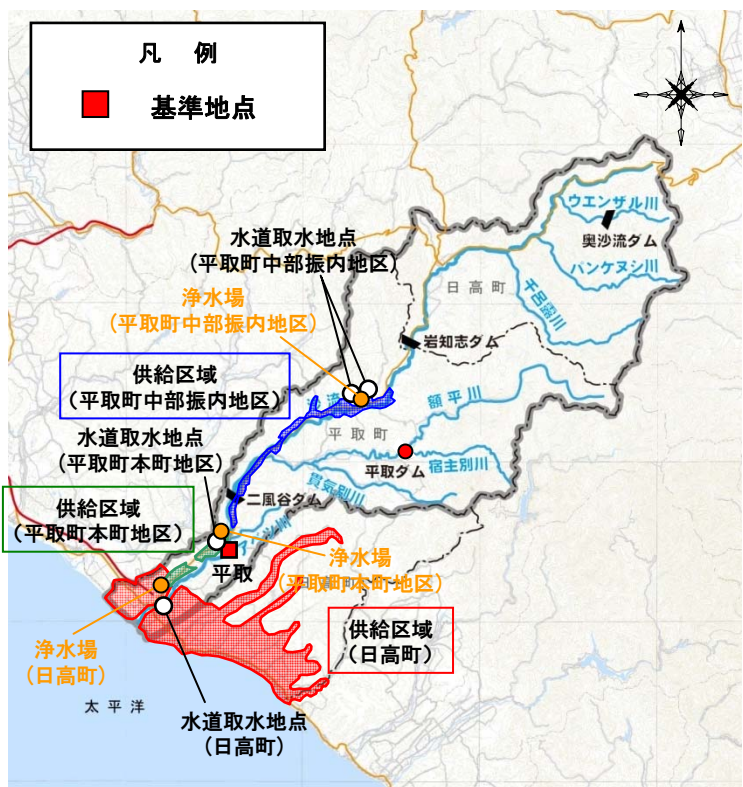 凡 例
基準地点
ウエンザル川
奥沙流ダム
パンケヌシ川
水道取水地点
(平取町中部振内地区)
日高町
千呂露川
浄水場
(平取町中部振内地区)
岩知志ダム
供給区域
(平取町中部振内地区)
額平川
平取町
水道取水地点
(平取町本町地区)
平取ダム
宿主別川
貫気別川
二風谷ダム
供給区域
(平取町本町地区)
平取
浄水場
(平取町本町地区)
供給区域
(日高町)
浄水場
(日高町)
太平洋
水道取水地点
(日高町)